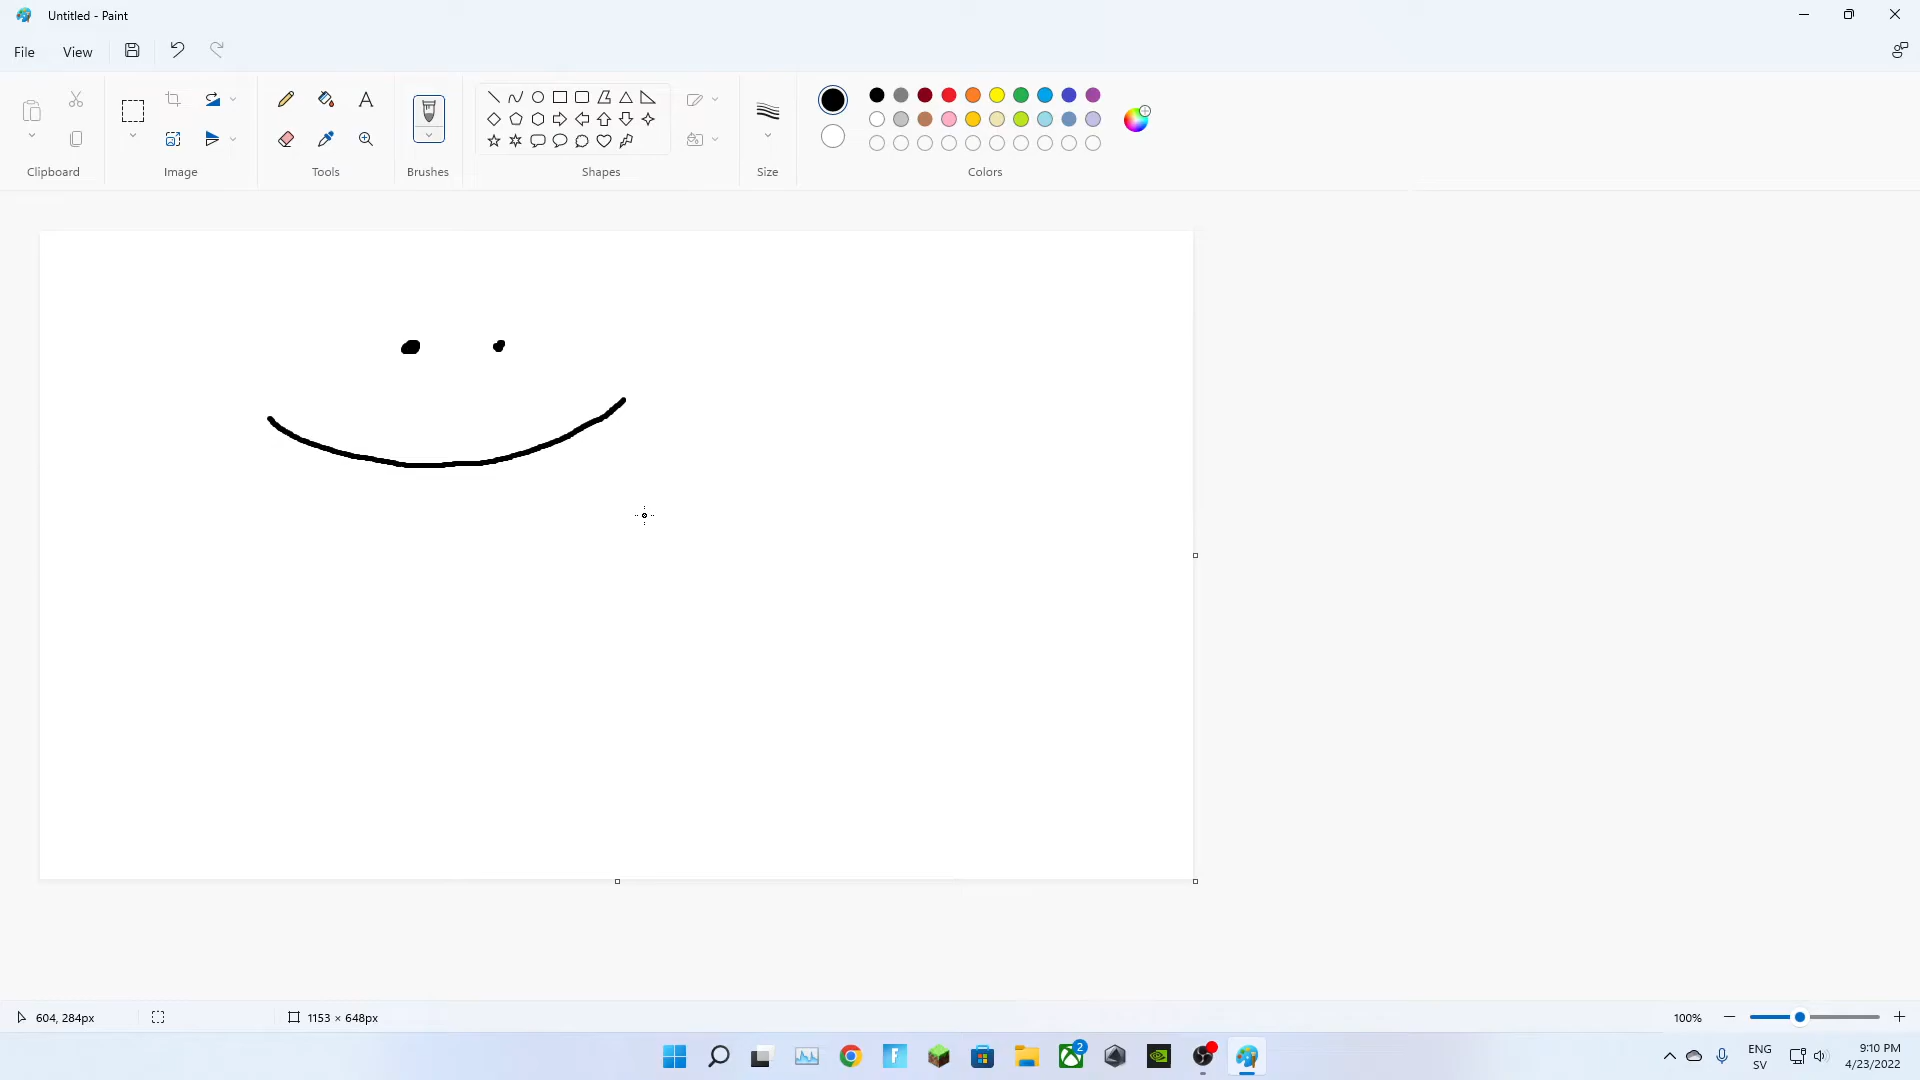 Untitled - Paint
File View
Clipboard
Image
Tools
Brushes
Shapes
Size
Colors
604, 284px
1153 × 648px
100%
2
ENG
SV
9:10 PM
4/23/2022